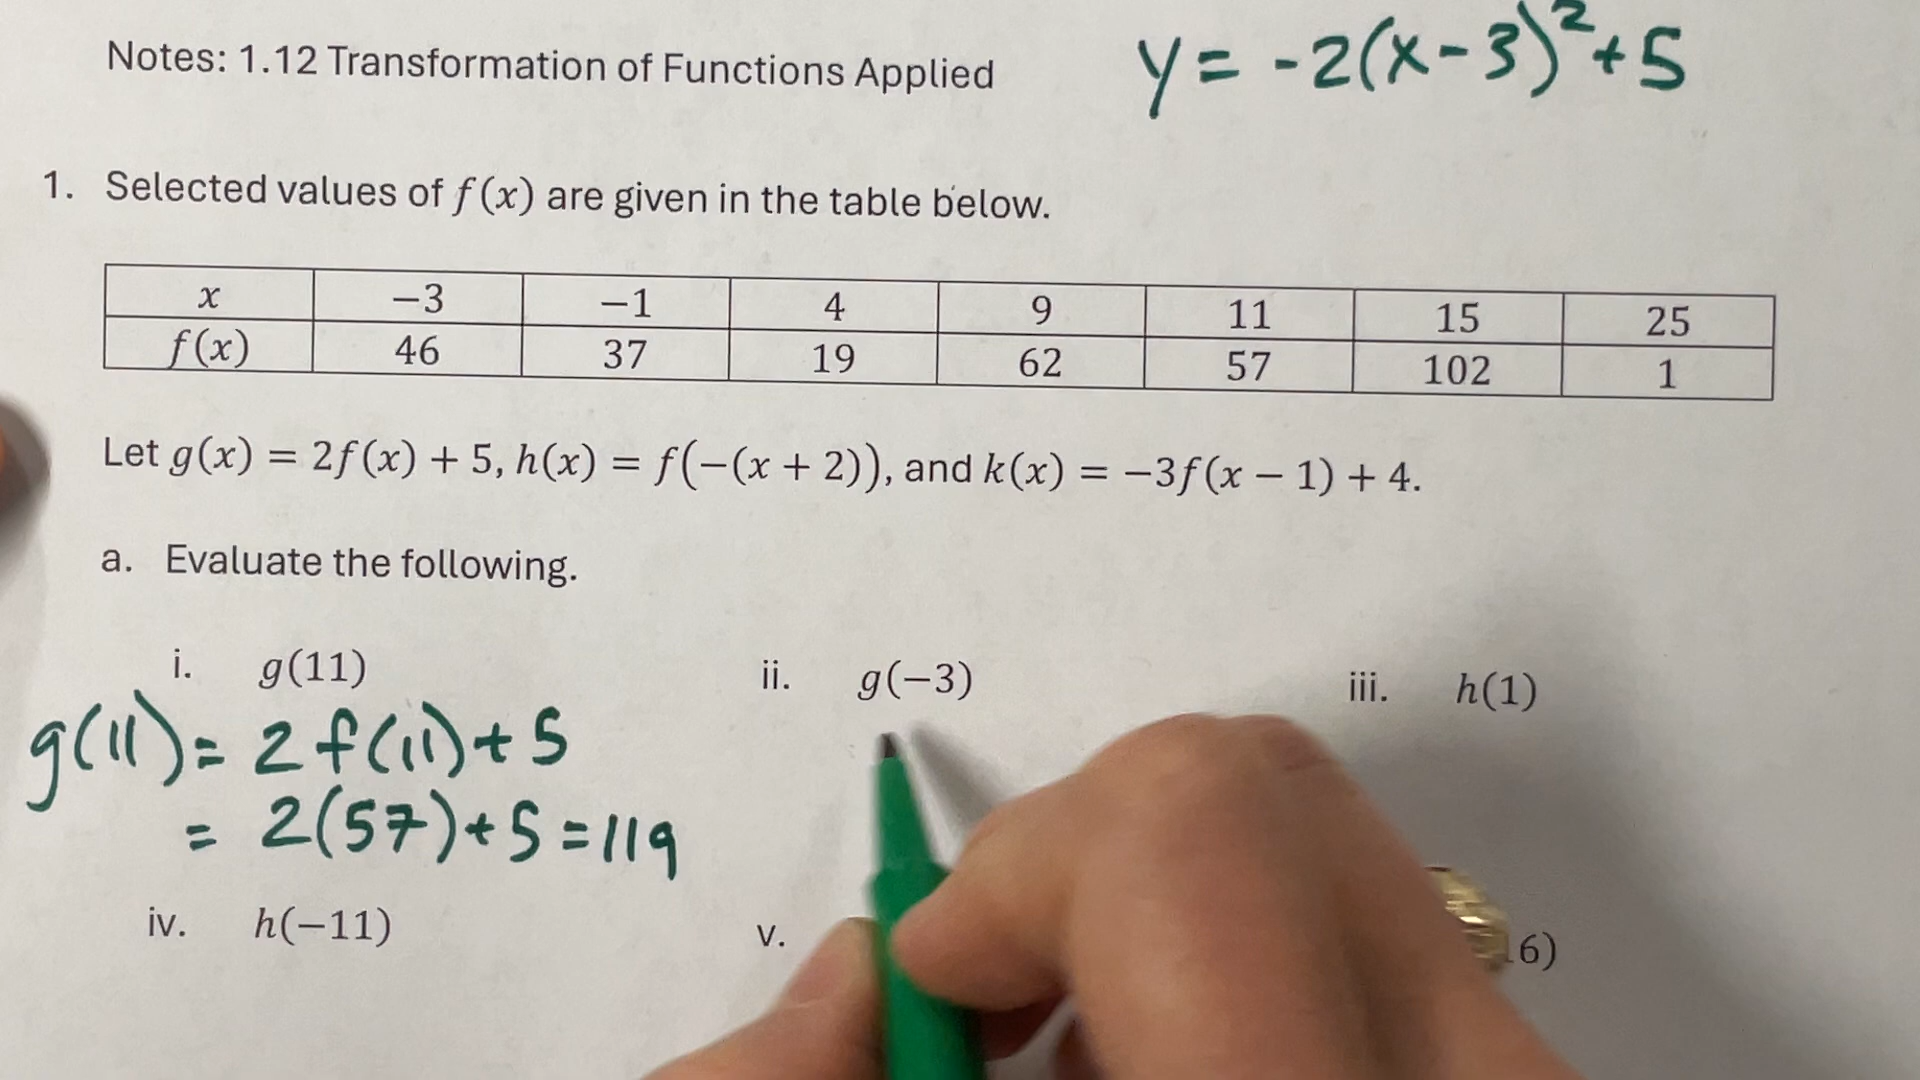 Notes: 1.12 Transformation of Functions Applied
y = -2(x-3)²+5
1. Selected values of f(x) are given in the table below.
x −3 −1 4 9 11 15 25
f(x) 46 37 19 62 57 102 1
Let g(x) = 2f(x) + 5, h(x) = f(−(x + 2)), and k(x) = −3f(x − 1) + 4.
a. Evaluate the following.
i. g(11)
ii. g(−3)
iii. h(1)
g(11) = 2f(11)+5
= 2(57)+5 = 119
iv. h(−11)
v.
6)